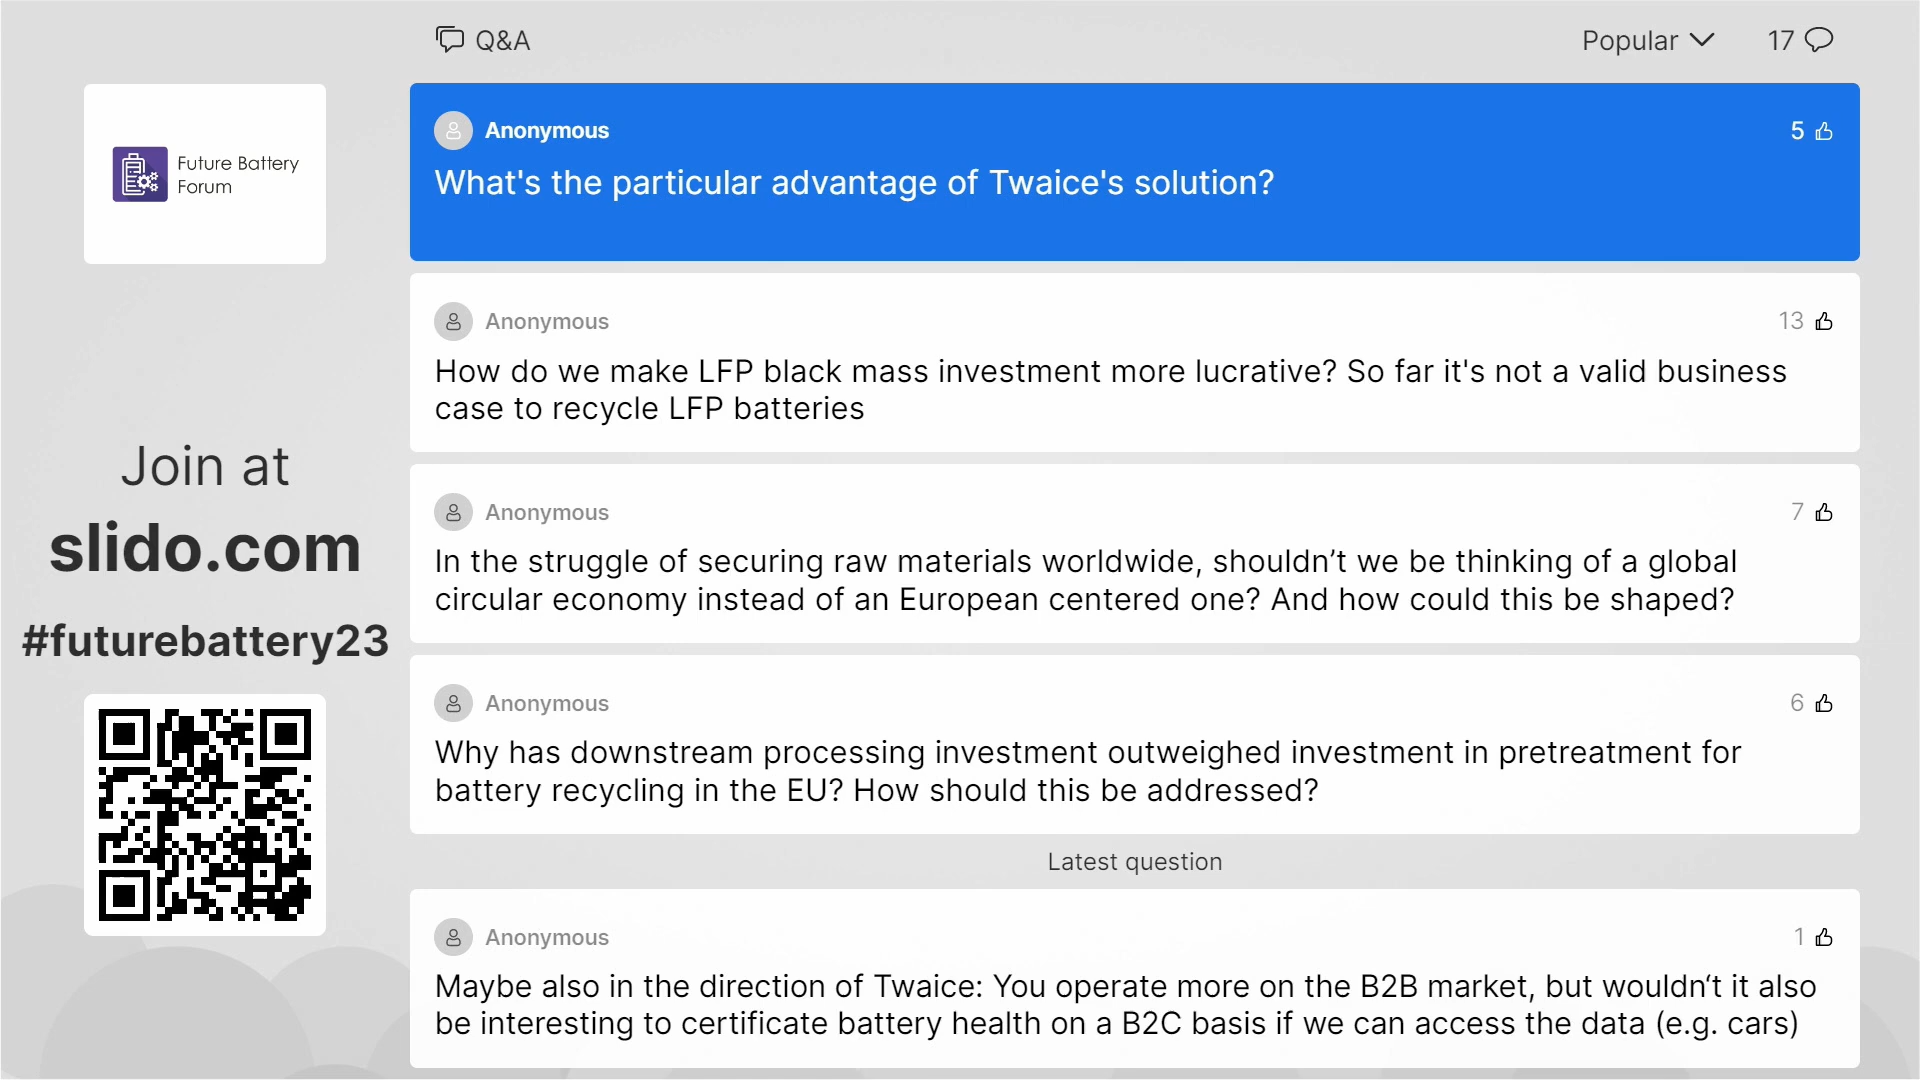 Q&A
Popular
17
Future Battery
Forum
Join at
slido.com
#futurebattery23
Anonymous
5
What's the particular advantage of Twaice's solution?
Anonymous
13
How do we make LFP black mass investment more lucrative? So far it's not a valid business
case to recycle LFP batteries
Anonymous
7
In the struggle of securing raw materials worldwide, shouldn’t we be thinking of a global
circular economy instead of an European centered one? And how could this be shaped?
Anonymous
6
Why has downstream processing investment outweighed investment in pretreatment for
battery recycling in the EU? How should this be addressed?
Latest question
Anonymous
1
Maybe also in the direction of Twaice: You operate more on the B2B market, but wouldn‘t it also
be interesting to certificate battery health on a B2C basis if we can access the data (e.g. cars)